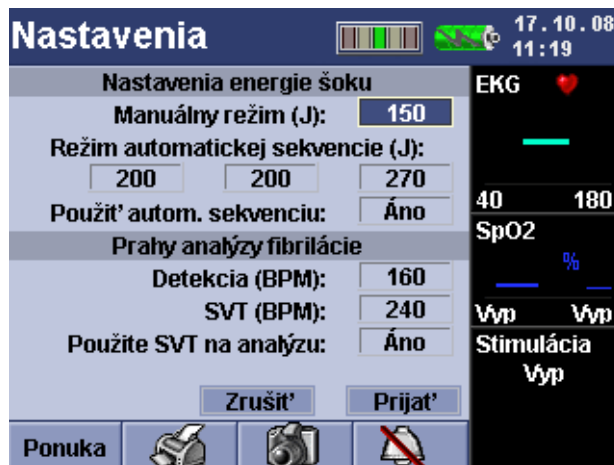 Nastavenia
17.10.08
11:19
Nastavenia energie šoku
Manuálny režim (J): 150
Režim automatickej sekvencie (J):
200 200 270
Použiť autom. sekvenciu: Áno
Prahy analýzy fibrilácie
Detekcia (BPM): 160
SVT (BPM): 240
Použite SVT na analýzu: Áno
Zrušiť Prijať
Ponuka
EKG
40 180
SpO2
%
Vyp Vyp
Stimulácia
Vyp